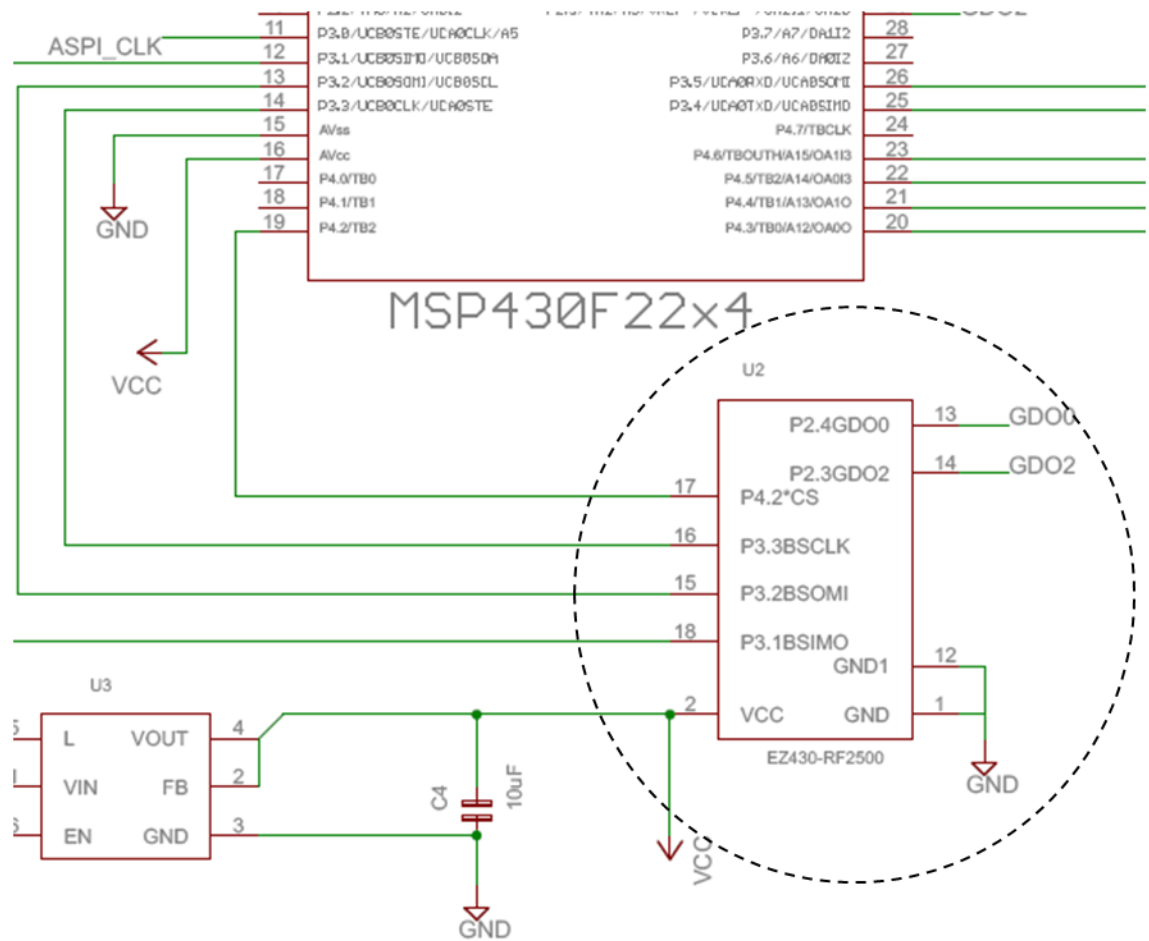 ASPI_CLK
11 P3.0/UCB0STE/UCA0CLK/A5
12 P3.1/UCB0SIMO/UCB0SDA
13 P3.2/UCB0SOMI/UCB0SCL
14 P3.3/UCB0CLK/UCA0STE
15 AVss
16 AVcc
17 P4.0/TB0
18 P4.1/TB1
19 P4.2/TB2
P3.7/A7/DA1I2 28
P3.6/A6/DA0I2 27
P3.5/UCA0RXD/UCA0SOMI 26
P3.4/UCA0TXD/UCA0SIMO 25
P4.7/TBCLK 24
P4.6/TBOUTH/A15/OA1I3 23
P4.5/TB2/A14/OA0I3 22
P4.4/TB1/A13/OA1O 21
P4.3/TB0/A12/OA0O 20
GND
VCC
MSP430F22x4
U2
P2.4GDO0 13 GDO0
P2.3GDO2 14 GDO2
17 P4.2*CS
16 P3.3BSCLK
15 P3.2BSOMI
18 P3.1BSIMO
GND1 12
2 VCC GND 1
EZ430-RF2500
GND
U3
L VOUT 4
VIN FB 2
EN GND 3
C4
10uF
VCC
GND